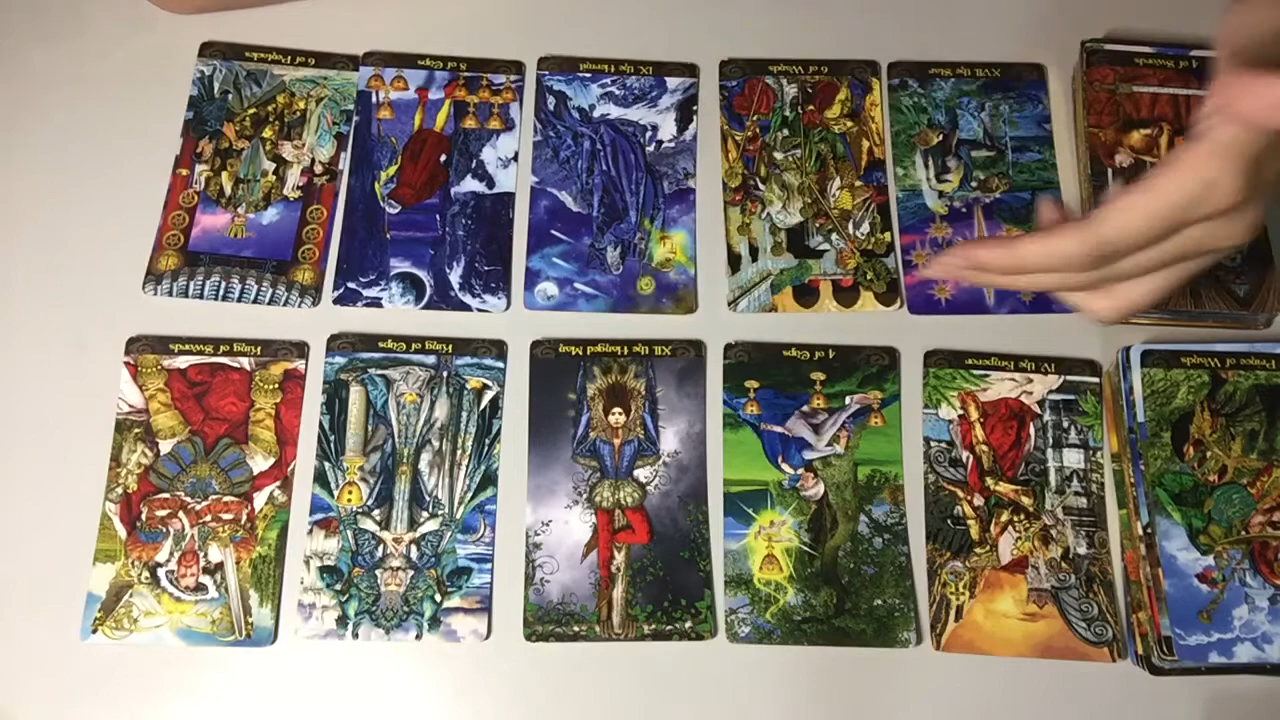 6 of Pentacles
8 of Cups
IX. the Hermit
6 of Wands
XVII. the Star
4 of Swords
King of Swords
King of Cups
XII. the Hanged Man
4 of Cups
IV. the Emperor
Prince of Wands